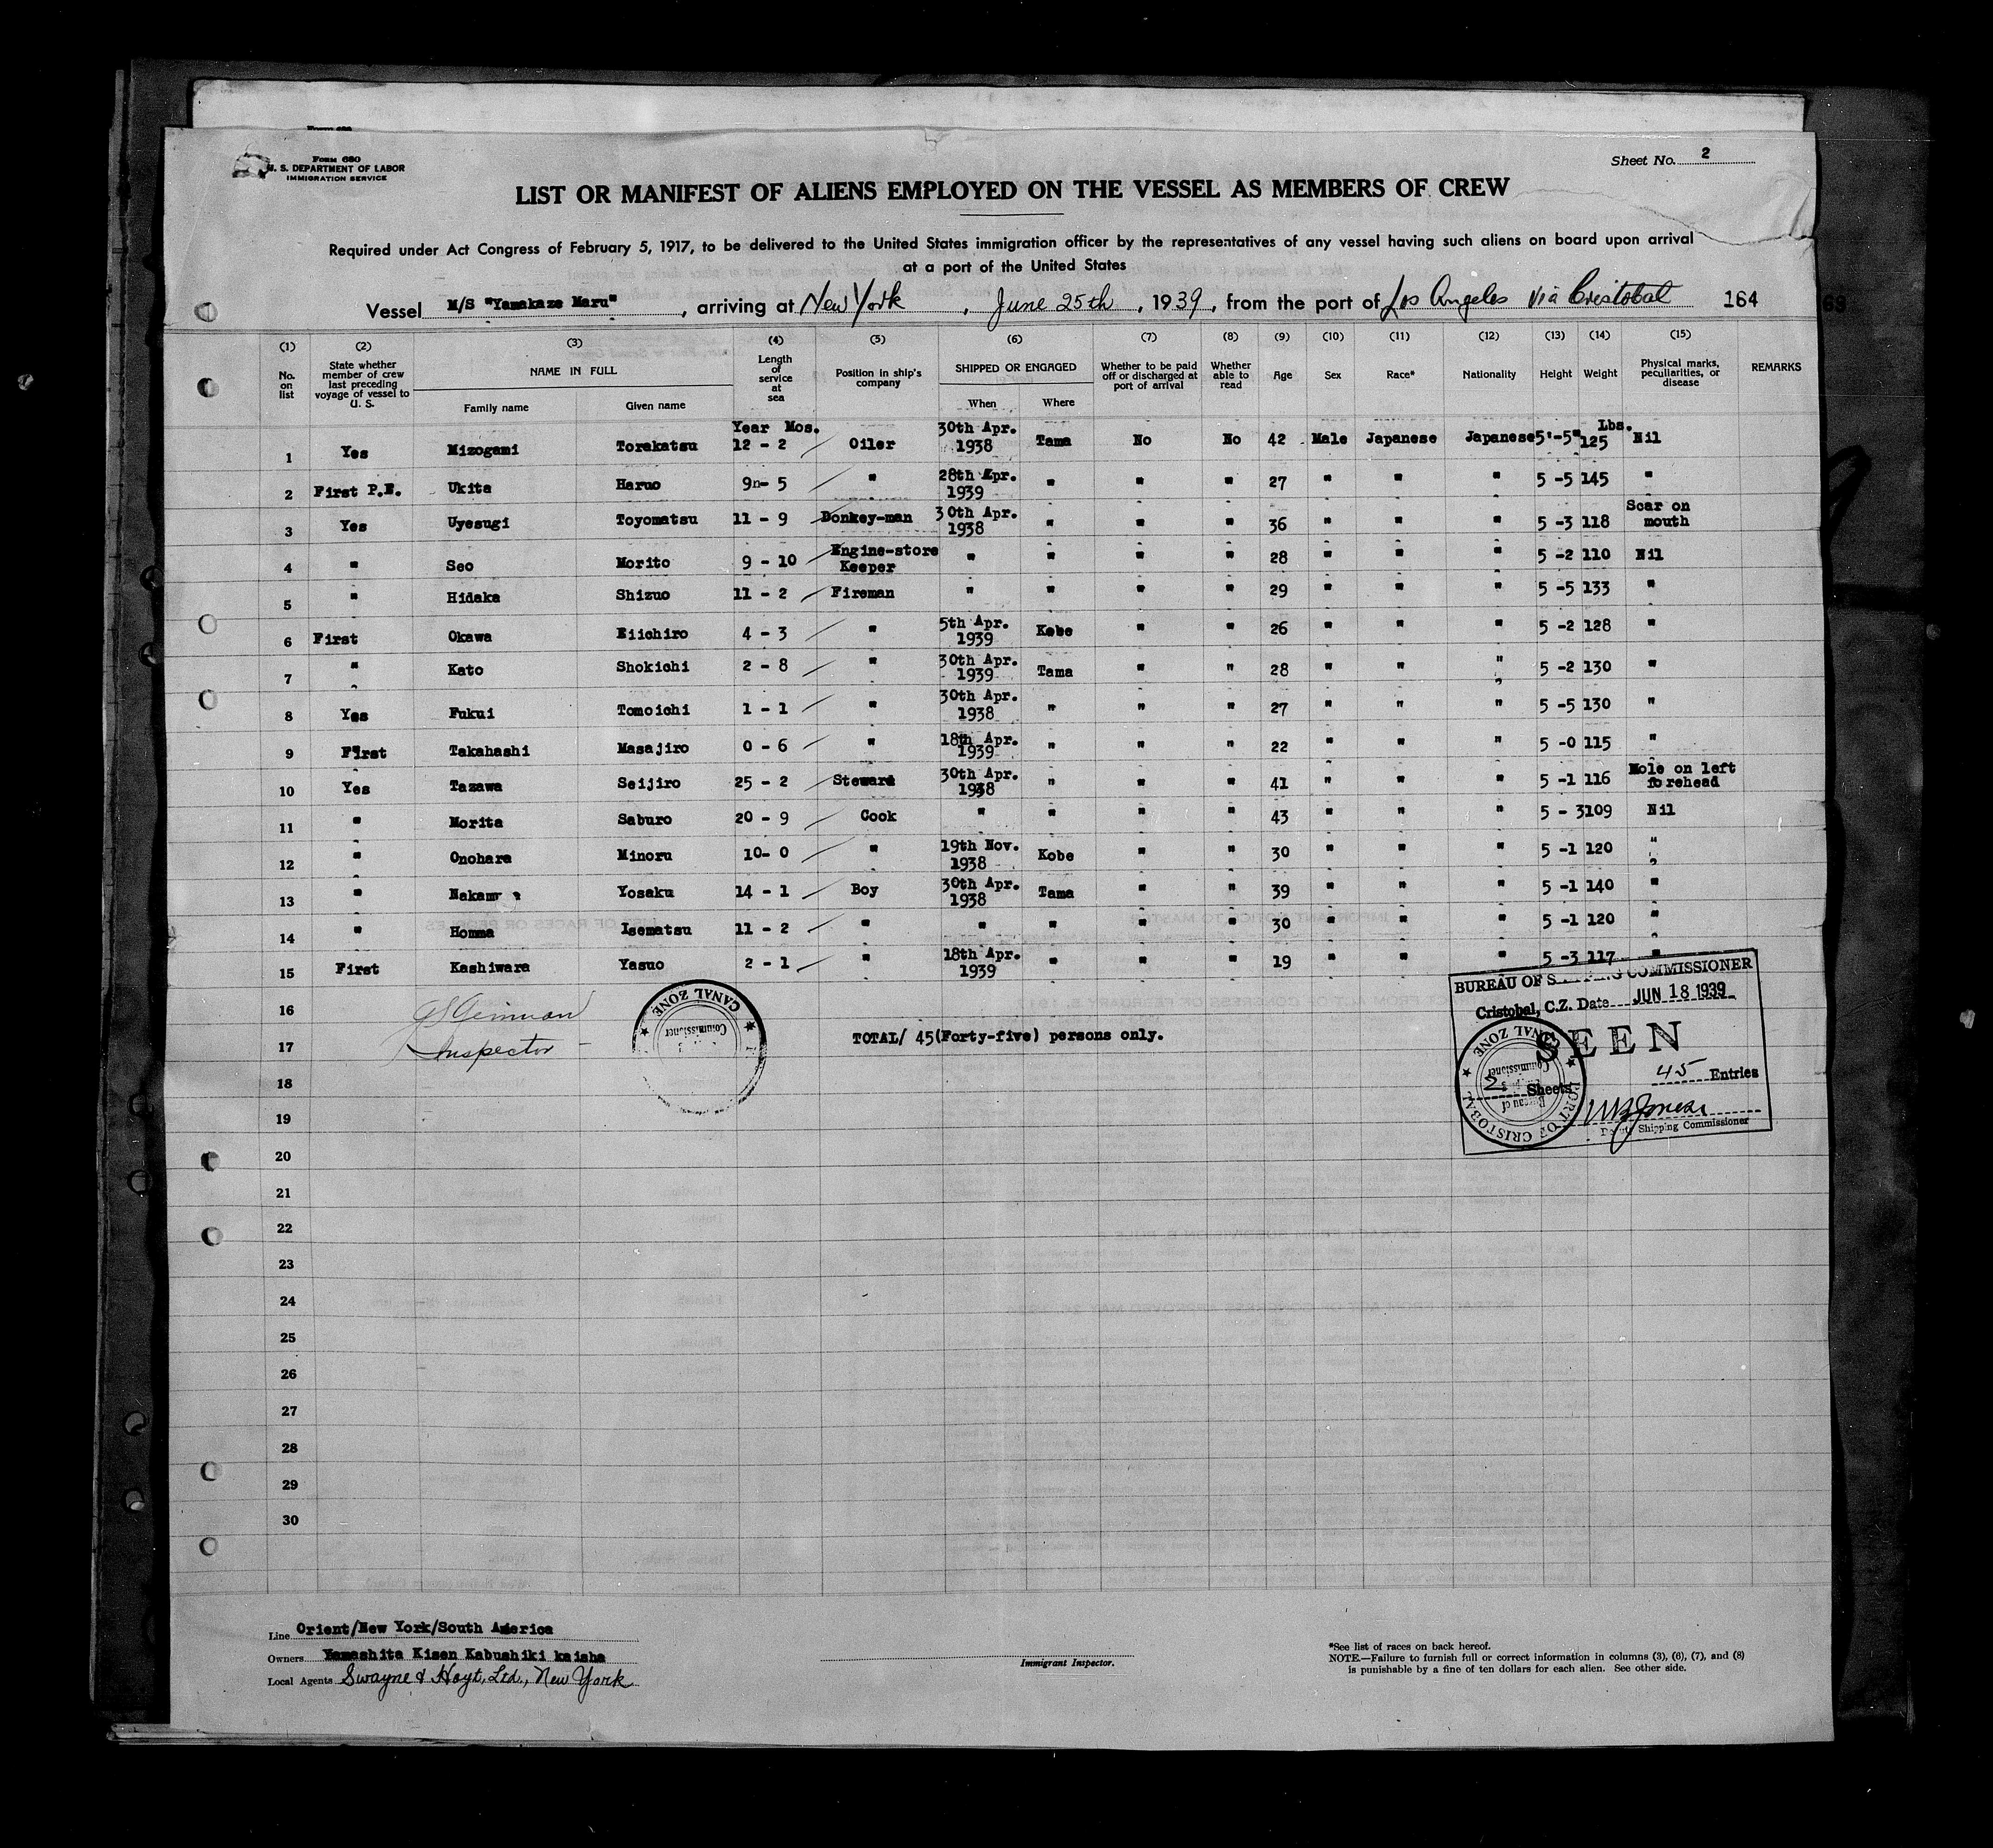 Form 680
U. S. DEPARTMENT OF LABOR
IMMIGRATION SERVICE
Sheet No. 2
LIST OR MANIFEST OF ALIENS EMPLOYED ON THE VESSEL AS MEMBERS OF CREW
Required under Act Congress of February 5, 1917, to be delivered to the United States immigration officer by the representatives of any vessel having such aliens on board upon arrival
at a port of the United States
Vessel M/S "Yamakaze Maru", arriving at New York, June 25th, 1939, from the port of Los Angeles via Cristobal 164
(1) (2) (3) (4) (5) (6) (7) (8) (9) (10) (11) (12) (13) (14) (15)
No. on list State whether member of crew last preceding voyage of vessel to U. S. NAME IN FULL Family name Given name Length of service at sea Position in ship's company SHIPPED OR ENGAGED When Where Whether to be paid off or discharged at port of arrival Whether able to read Age Sex Race* Nationality Height Weight Physical marks, peculiarities, or disease REMARKS
Year Mos. Lbs.
1 Yes Mizogami Torakatsu 12 - 2 Oiler 30th Apr. 1938 Tama No No 42 Male Japanese Japanese 5'-5" 125 Nil
2 First P.E. Ukita Haruo 9 - 5 " 28th Apr. 1939 " " " 27 " " " 5 -5 145 "
3 Yes Uyesugi Toyomatsu 11 - 9 Donkey-man 30th Apr. 1938 " " " 36 " " " 5 -3 118 Scar on mouth
4 " Seo Morito 9 - 10 Engine-store Keeper " " " " 28 " " " 5 -2 110 Nil
5 " Hidaka Shizuo 11 - 2 Fireman " " " " 29 " " " 5 -5 133 "
6 First Okawa Eiichiro 4 - 3 " 5th Apr. 1939 Kobe " " 26 " " " 5 -2 128 "
7 " Kato Shokichi 2 - 8 " 30th Apr. 1939 Tama " " 28 " " " 5 -2 130 "
8 Yes Fukui Tomoichi 1 - 1 " 30th Apr. 1938 " " " 27 " " " 5 -5 130 "
9 First Takahashi Masajiro 0 - 6 " 18th Apr. 1939 " " " 22 " " " 5 -0 115 "
10 Yes Tazawa Seijiro 25 - 2 Steward 30th Apr. 1938 " " " 41 " " " 5 -1 116 Mole on left forehead
11 " Morita Saburo 20 - 9 Cook " " " " 43 " " " 5 - 3 109 Nil
12 " Onohara Minoru 10- 0 " 19th Nov. 1938 Kobe " " 30 " " " 5 -1 120 "
13 " Nakamura Yosaku 14 - 1 Boy 30th Apr. 1938 Tama " " 39 " " " 5 -1 140 "
14 " Homma Isematsu 11 - 2 " " " " " 30 " " " 5 -1 120 "
15 First Kashiwara Yasuo 2 - 1 " 18th Apr. 1939 " " " 19 " " " 5 -3 117 "
BUREAU OF SHIPPING COMMISSIONER
Cristobal, C.Z. Date JUN 18 1939
SEEN
45 Entries
2 Sheets
Deputy Shipping Commissioner
PORT OF CRISTOBAL CANAL ZONE
Bureau of
Commissioner
16
Inspector
CANAL ZONE
Commissioner
17
TOTAL/ 45(Forty-five) persons only.
18
19
20
21
22
23
24
25
26
27
28
29
30
Line Orient/New York/South America
Owners Yamashita Kisen Kabushiki kaisha
Local Agents Swayne & Hoyt, Ltd., New York
Immigrant Inspector.
*See list of races on back hereof.
NOTE.—Failure to furnish full or correct information in columns (3), (6), (7), and (8)
is punishable by a fine of ten dollars for each alien. See other side.